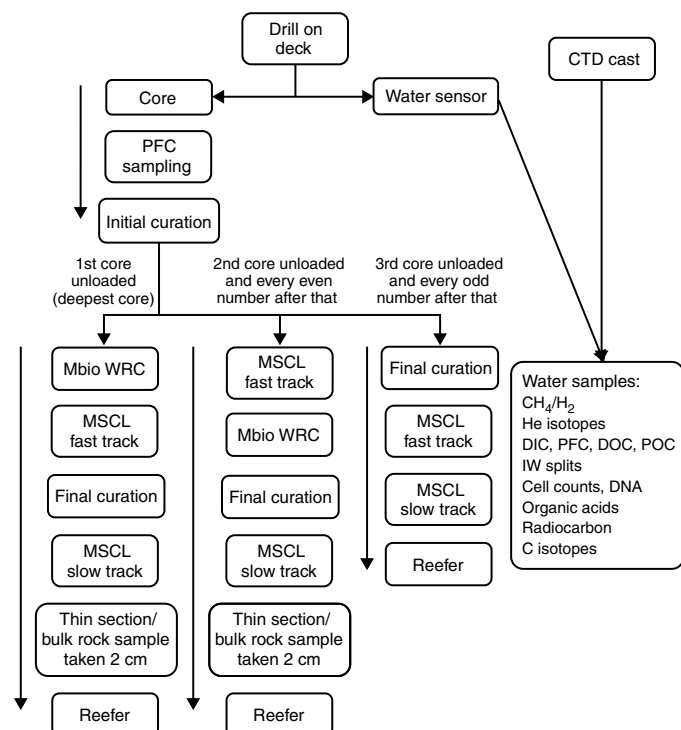 Drill on
deck
CTD cast
Core
Water sensor
PFC
sampling
Initial curation
1st core
unloaded
(deepest core)
2nd core unloaded
and every even
number after that
3rd core unloaded
and every odd
number after that
Mbio WRC
MSCL
fast track
Final curation
MSCL
slow track
Thin section/
bulk rock sample
taken 2 cm
Reefer
MSCL
fast track
Mbio WRC
Final curation
MSCL
slow track
Thin section/
bulk rock sample
taken 2 cm
Reefer
Final curation
MSCL
fast track
MSCL
slow track
Reefer
Water samples:
CH₄/H₂
He isotopes
DIC, PFC, DOC, POC
IW splits
Cell counts, DNA
Organic acids
Radiocarbon
C isotopes